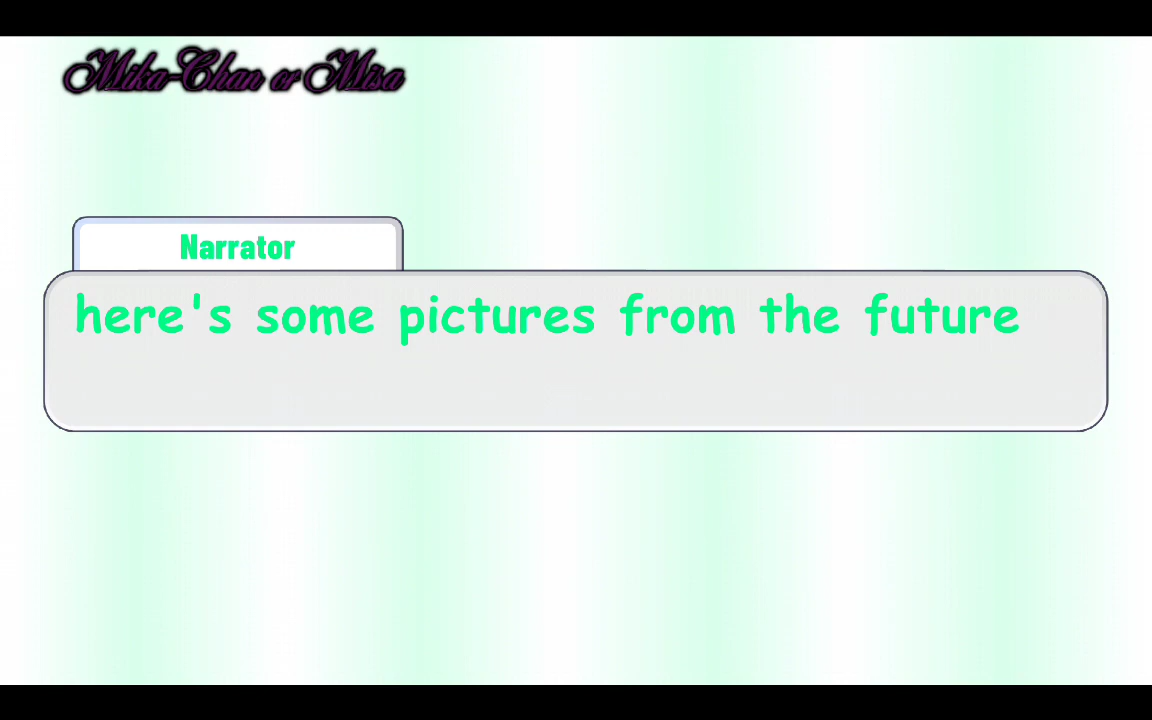 Mika-Chan or Misa
Narrator
here's some pictures from the future